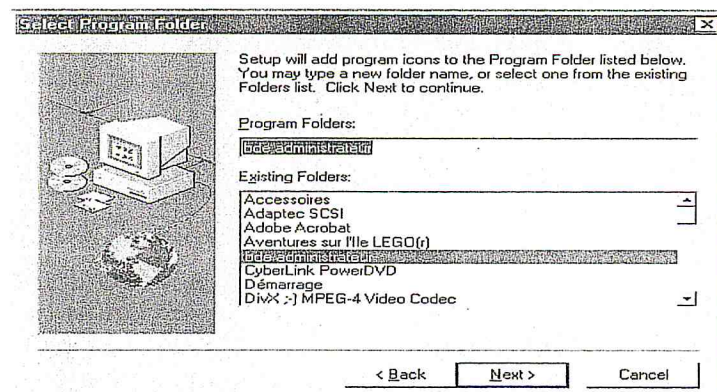 Select Program Folder
Setup will add program icons to the Program Folder listed below.
You may type a new folder name, or select one from the existing
Folders list. Click Next to continue.
Program Folders:
bde administrateur
Existing Folders:
Accessoires
Adaptec SCSI
Adobe Acrobat
Aventures sur l'Ile LEGO(r)
bde administrateur
CyberLink PowerDVD
Démarrage
DivX ;-) MPEG-4 Video Codec
< Back
Next >
Cancel